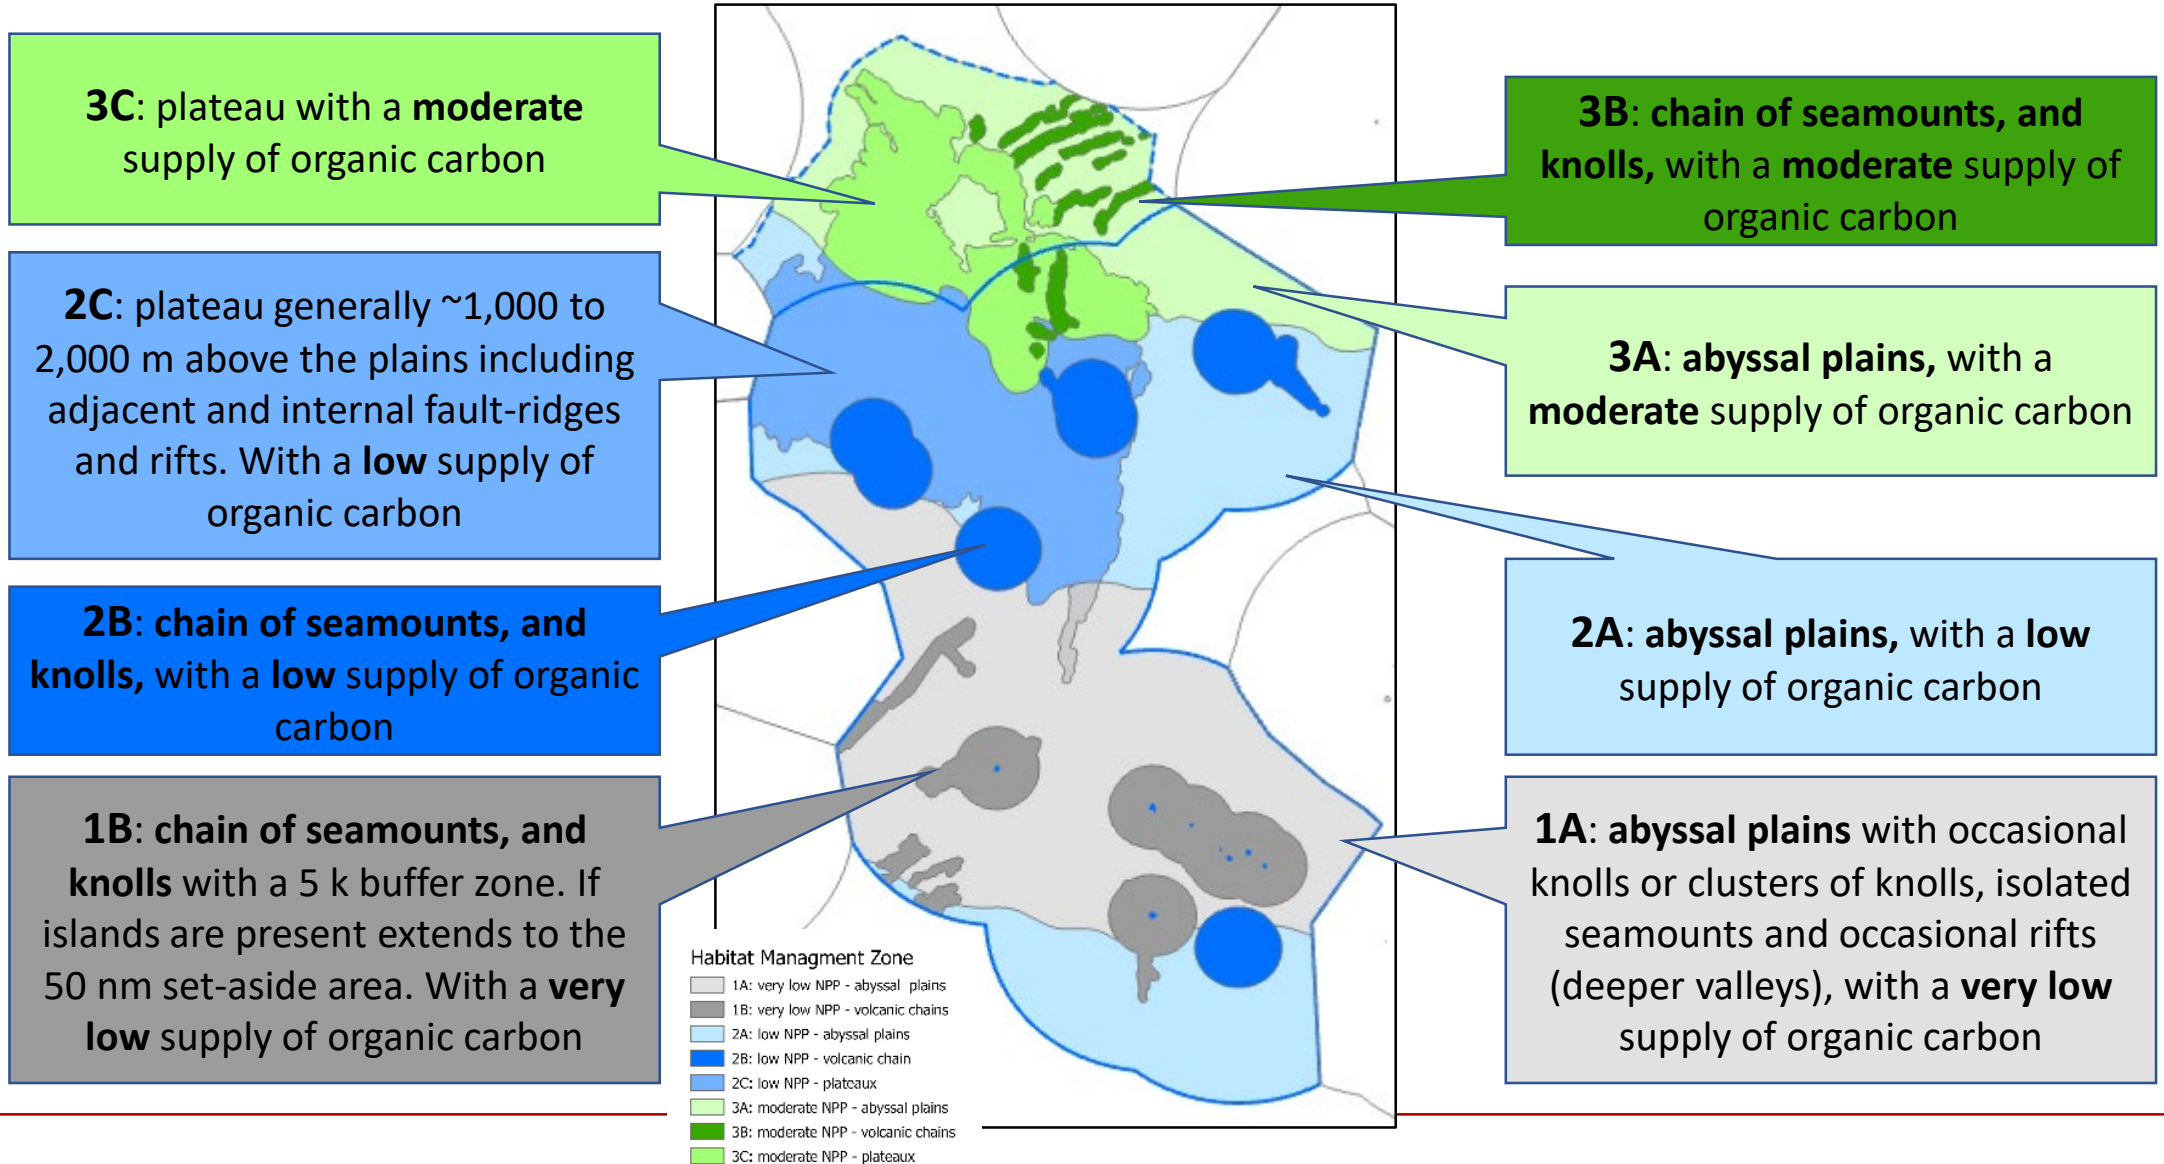 3C: plateau with a moderate
supply of organic carbon
2C: plateau generally ~1,000 to
2,000 m above the plains including
adjacent and internal fault-ridges
and rifts. With a low supply of
organic carbon
2B: chain of seamounts, and
knolls, with a low supply of organic
carbon
1B: chain of seamounts, and
knolls with a 5 k buffer zone. If
islands are present extends to the
50 nm set-aside area. With a very
low supply of organic carbon
3B: chain of seamounts, and
knolls, with a moderate supply of
organic carbon
3A: abyssal plains, with a
moderate supply of organic carbon
2A: abyssal plains, with a low
supply of organic carbon
1A: abyssal plains with occasional
knolls or clusters of knolls, isolated
seamounts and occasional rifts
(deeper valleys), with a very low
supply of organic carbon
Habitat Managment Zone
1A: very low NPP - abyssal plains
1B: very low NPP - volcanic chains
2A: low NPP - abyssal plains
2B: low NPP - volcanic chain
2C: low NPP - plateaux
3A: moderate NPP - abyssal plains
3B: moderate NPP - volcanic chains
3C: moderate NPP - plateaux